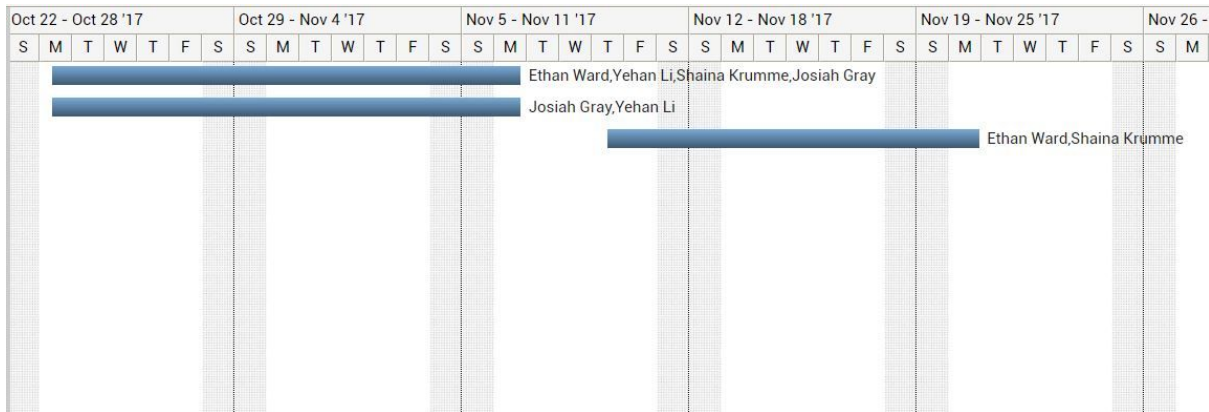 Oct 22 - Oct 28 '17 Oct 29 - Nov 4 '17 Nov 5 - Nov 11 '17 Nov 12 - Nov 18 '17 Nov 19 - Nov 25 '17 Nov 26 -
S M T W T F S S M T W T F S S M T W T F S S M T W T F S S M T W T F S S M
Ethan Ward,Yehan Li,Shaina Krumme,Josiah Gray
Josiah Gray,Yehan Li
Ethan Ward,Shaina Krumme